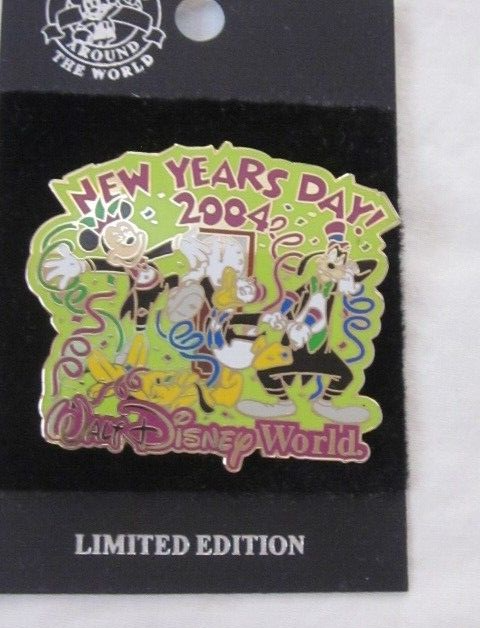 AROUND
THE WORLD
NEW YEARS DAY!
2004
WALT DISNEY World
LIMITED EDITION